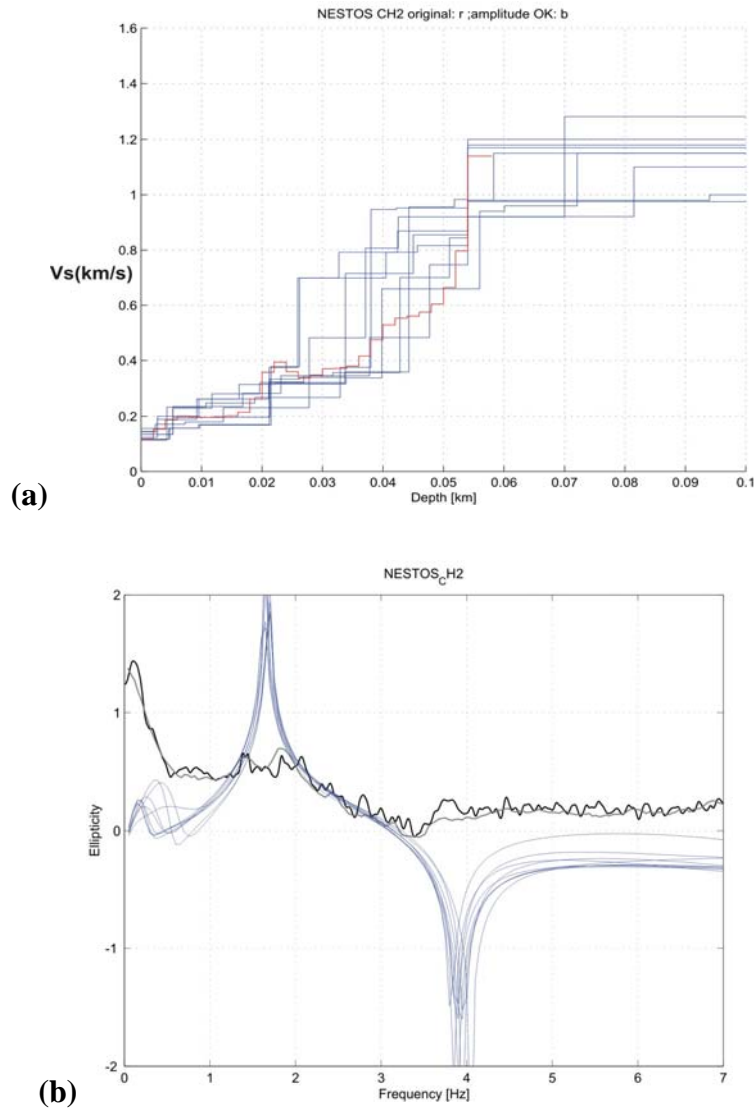 NESTOS CH2 original: r ;amplitude OK: b
1.6
1.4
1.2
1
0.8
Vs(km/s)
0.6
0.4
0.2
0
0 0.01 0.02 0.03 0.04 0.05 0.06 0.07 0.08 0.09 0.1
Depth [km]
(a)
NESTOS_CH2
2
1
0
Ellipticity
-1
-2
0 1 2 3 4 5 6 7
Frequency [Hz]
(b)